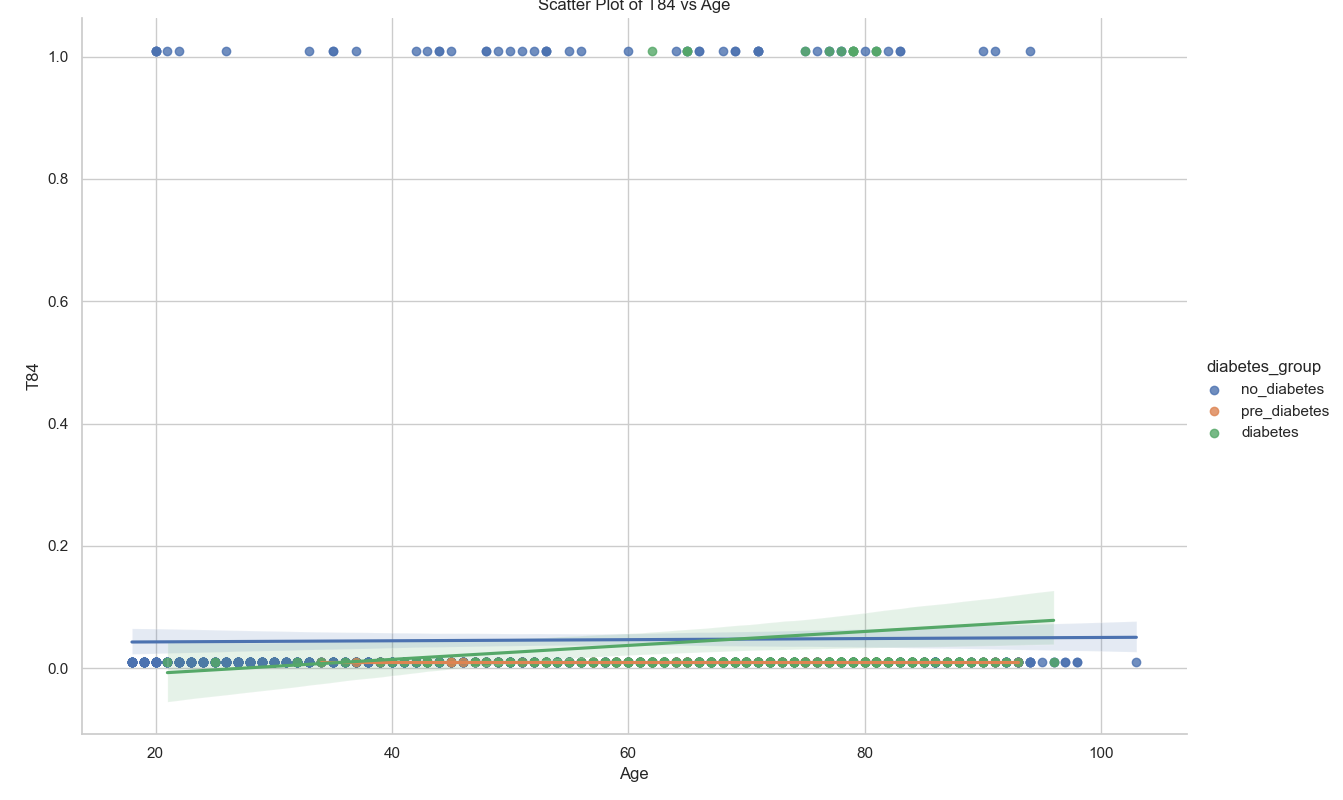 Scatter Plot of T84 vs Age
1.0
0.8
0.6
0.4
0.2
0.0
T84
20 40 60 80 100
Age
diabetes_group
no_diabetes
pre_diabetes
diabetes